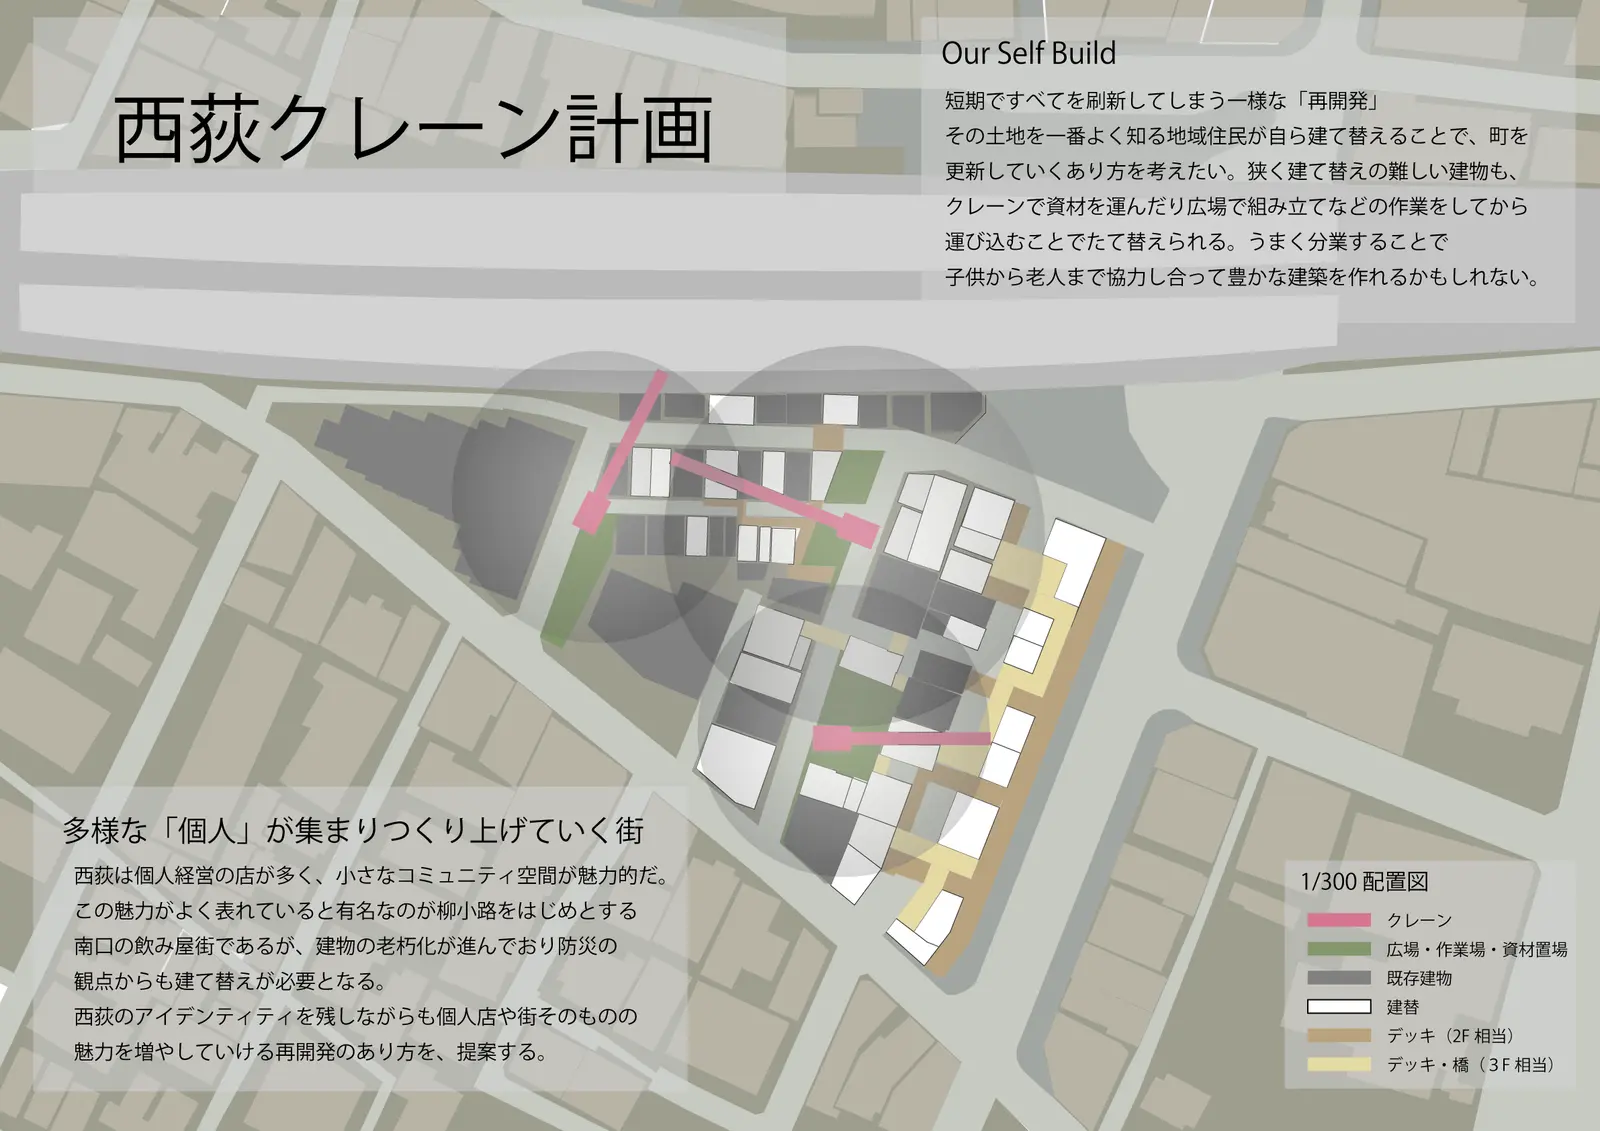 西荻クレーン計画
Our Self Build
短期ですべてを刷新してしまう一様な「再開発」
その土地を一番よく知る地域住民が自ら建て替えることで、町を
更新していくあり方を考えたい。狭く建て替えの難しい建物も、
クレーンで資材を運んだり広場で組み立てなどの作業をしてから
運び込むことでたて替えられる。うまく分業することで
子供から老人まで協力し合って豊かな建築を作れるかもしれない。
多様な「個人」が集まりつくり上げていく街
西荻は個人経営の店が多く、小さなコミュニティ空間が魅力的だ。
この魅力がよく表れていると有名なのが柳小路をはじめとする
南口の飲み屋街であるが、建物の老朽化が進んでおり防災の
観点からも建て替えが必要となる。
西荻のアイデンティティを残しながらも個人店や街そのものの
魅力を増やしていける再開発のあり方を、提案する。
1/300 配置図
クレーン
広場・作業場・資材置場
既存建物
建替
デッキ（2F 相当）
デッキ・橋（３F 相当）